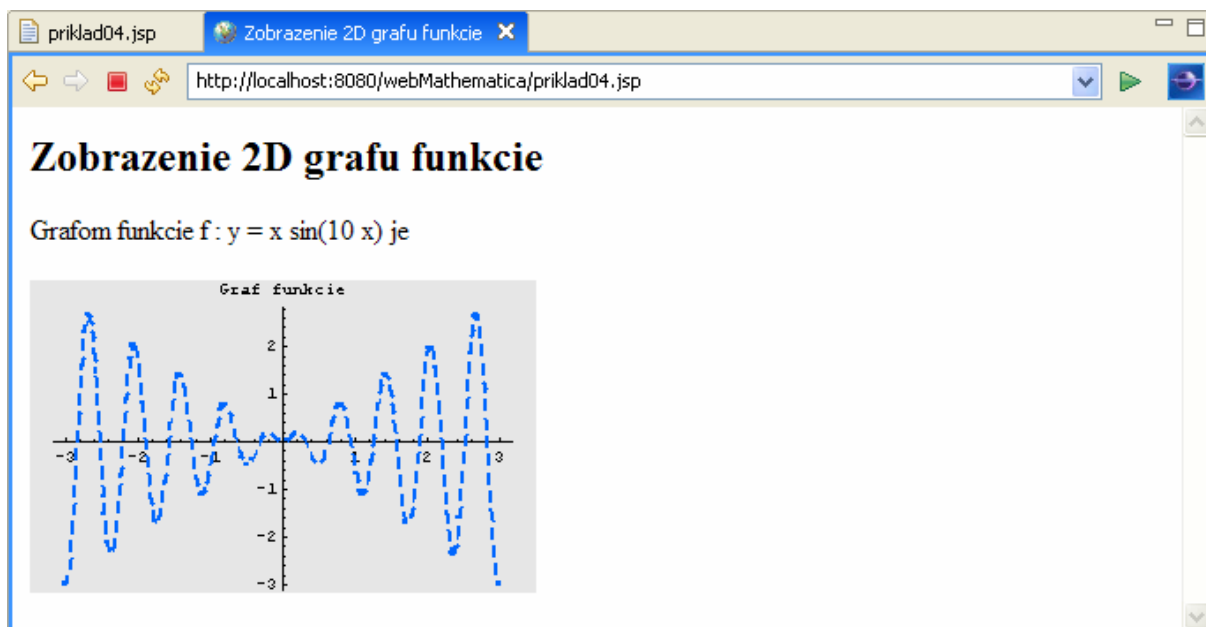 priklad04.jsp
Zobrazenie 2D grafu funkcie
http://localhost:8080/webMathematica/priklad04.jsp
Zobrazenie 2D grafu funkcie
Grafom funkcie f : y = x sin(10 x) je
Graf funkcie
2
1
-3 -2 -1 1 2 3
-1
-2
-3